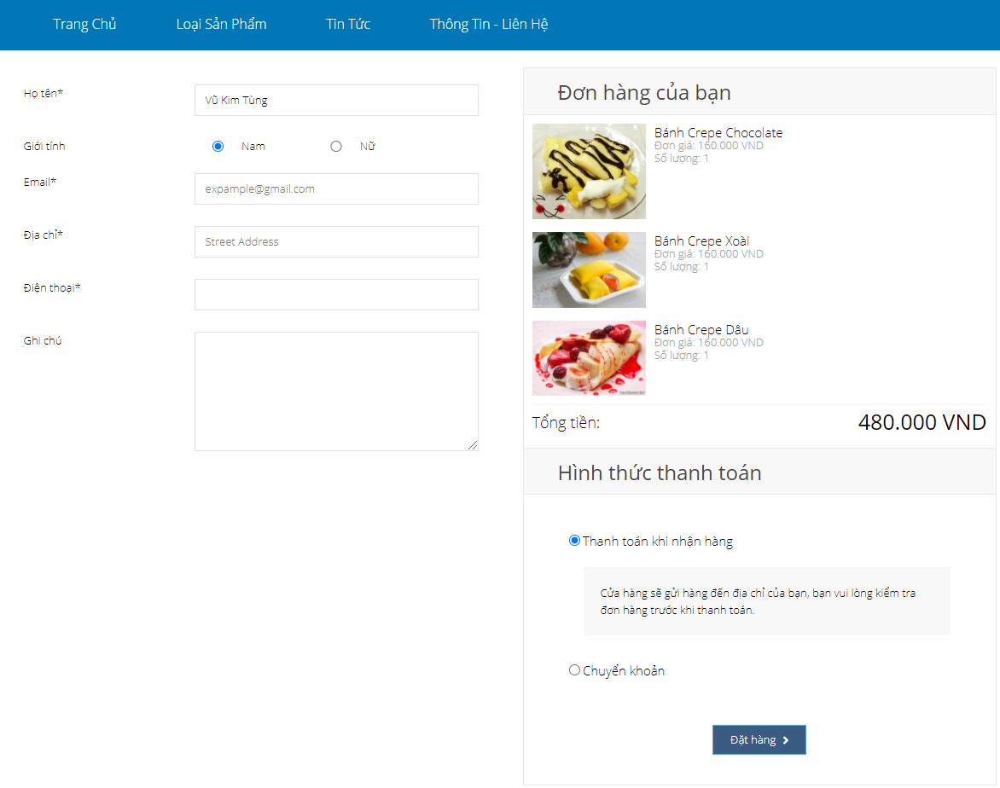 Trang Chủ
Loại Sản Phẩm
Tin Tức
Thông Tin - Liên Hệ
Họ tên*
Vũ Kim Tùng
Giới tính
Nam
Nữ
Email*
expample@gmail.com
Địa chỉ*
Street Address
Điện thoại*
Ghi chú
Đơn hàng của bạn
Bánh Crepe Chocolate
Đơn giá: 160.000 VND
Số lượng: 1
Bánh Crepe Xoài
Đơn giá: 160.000 VND
Số lượng: 1
Bánh Crepe Dâu
Đơn giá: 160.000 VND
Số lượng: 1
Tổng tiền:
480.000 VND
Hình thức thanh toán
Thanh toán khi nhận hàng
Cửa hàng sẽ gửi hàng đến địa chỉ của bạn, bạn vui lòng kiểm tra
đơn hàng trước khi thanh toán.
Chuyển khoản
Đặt hàng